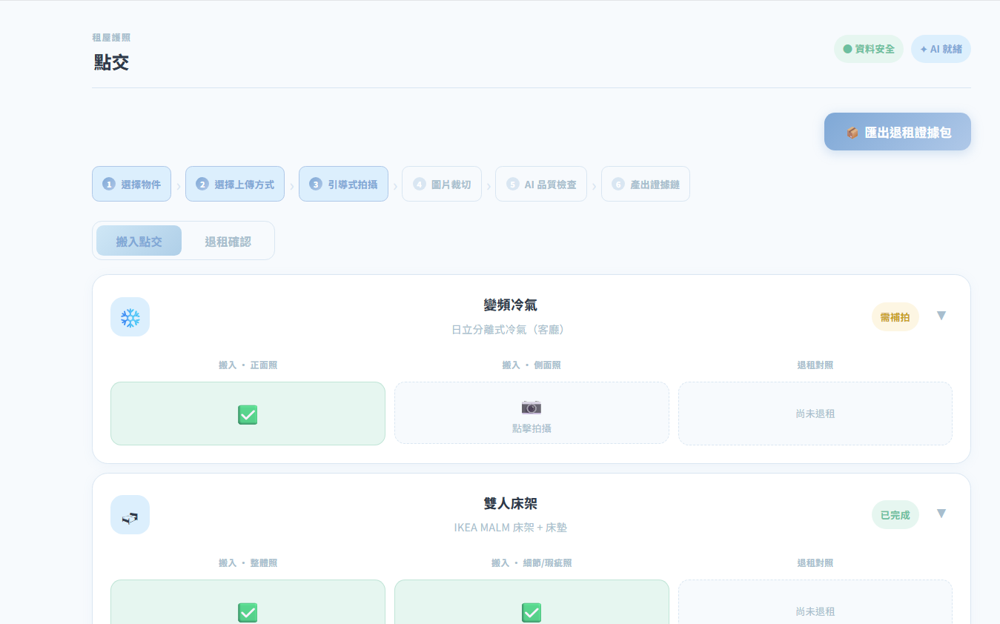 租屋護照
點交
資料安全
✦ AI 就緒
匯出退租證據包
1 選擇物件 › 2 選擇上傳方式 › 3 引導式拍攝 › 4 圖片裁切 › 5 AI 品質檢查 › 6 產出證據鏈
搬入點交 退租確認
變頻冷氣
日立分離式冷氣（客廳）
需補拍 ▼
搬入 · 正面照 搬入 · 側面照 退租對照
點擊拍攝
尚未退租
雙人床架
IKEA MALM 床架 + 床墊
已完成 ▼
搬入 · 整體照 搬入 · 細節/瑕疵照 退租對照
尚未退租